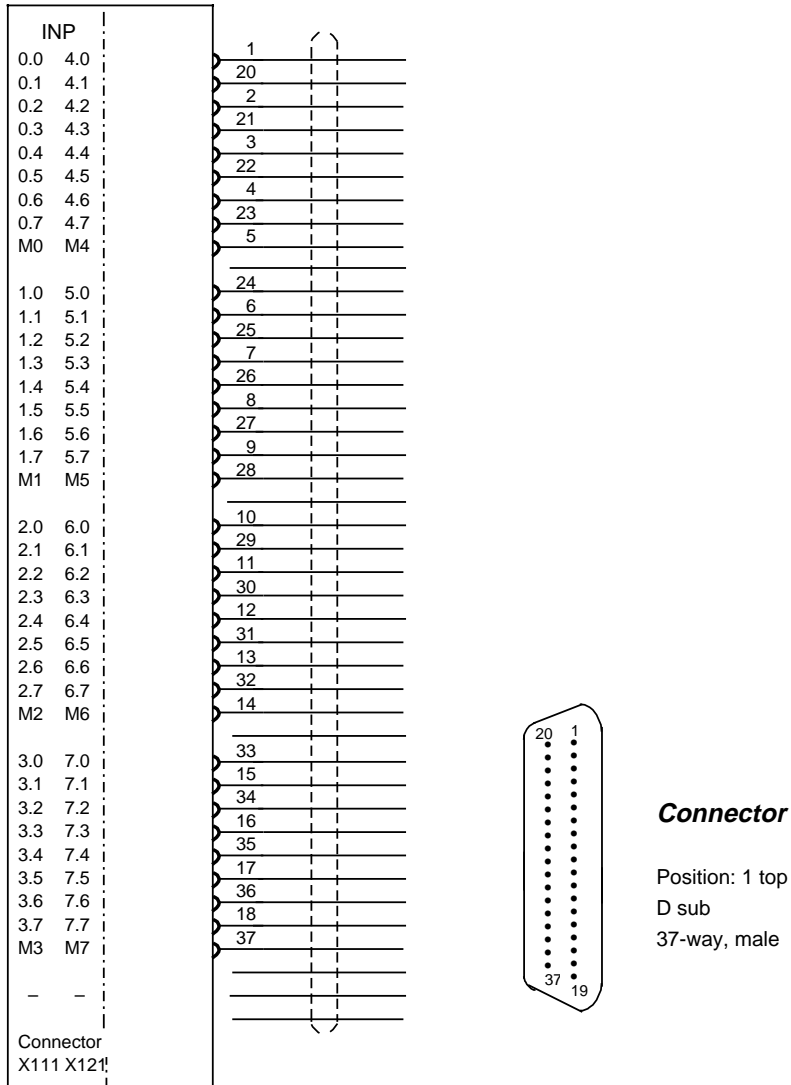 INP
0.0 4.0 1
0.1 4.1 20
0.2 4.2 2
0.3 4.3 21
0.4 4.4 3
0.5 4.5 22
0.6 4.6 4
0.7 4.7 23
M0 M4 5
1.0 5.0 24
1.1 5.1 6
1.2 5.2 25
1.3 5.3 7
1.4 5.4 26
1.5 5.5 8
1.6 5.6 27
1.7 5.7 9
M1 M5 28
2.0 6.0 10
2.1 6.1 29
2.2 6.2 11
2.3 6.3 30
2.4 6.4 12
2.5 6.5 31
2.6 6.6 13
2.7 6.7 32
M2 M6 14
3.0 7.0 33
3.1 7.1 15
3.2 7.2 34
3.3 7.3 16
3.4 7.4 35
3.5 7.5 17
3.6 7.6 36
3.7 7.7 18
M3 M7 37
– –
Connector
X111 X121
20 1
37 19
Connector
Position: 1 top
D sub
37-way, male